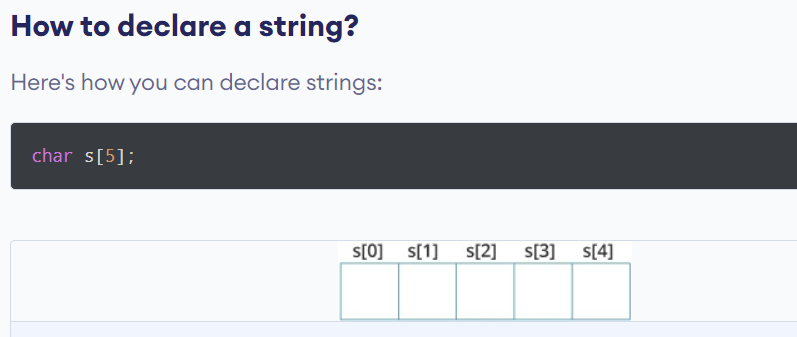 How to declare a string?
Here's how you can declare strings:
char s[5];
s[0] s[1] s[2] s[3] s[4]